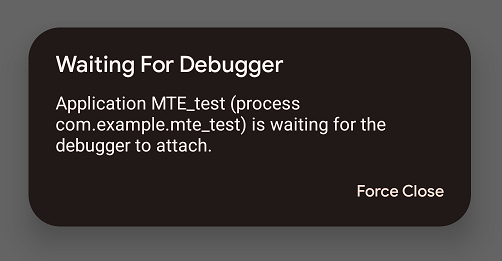 Waiting For Debugger
Application MTE_test (process
com.example.mte_test) is waiting for the
debugger to attach.
Force Close